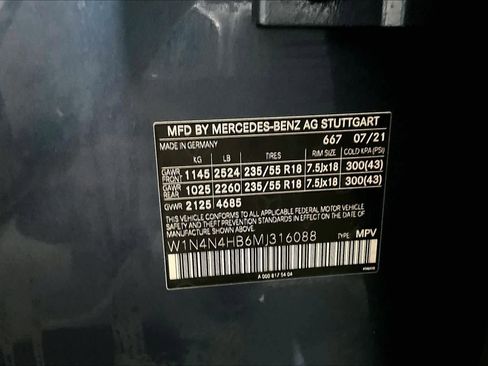 MFD BY MERCEDES-BENZ AG STUTTGART
MADE IN GERMANY 667 07/21
KG LB TIRES RIM SIZE COLD KPA (PSI)
GAWR FRONT 1145 2524 235/55 R18 7.5Jx18 300(43)
GAWR REAR 1025 2260 235/55 R18 7.5Jx18 300(43)
GVWR 2125 4685
THIS VEHICLE CONFORMS TO ALL APPLICABLE
FEDERAL MOTOR VEHICLE SAFETY, BUMPER, AND
THEFT PREVENTION STANDARDS IN EFFECT ON THE
DATE OF MANUFACTURE SHOWN ABOVE.
W1N4N4HB6MJ316088 TYPE: MPV
A 000 817 54 04